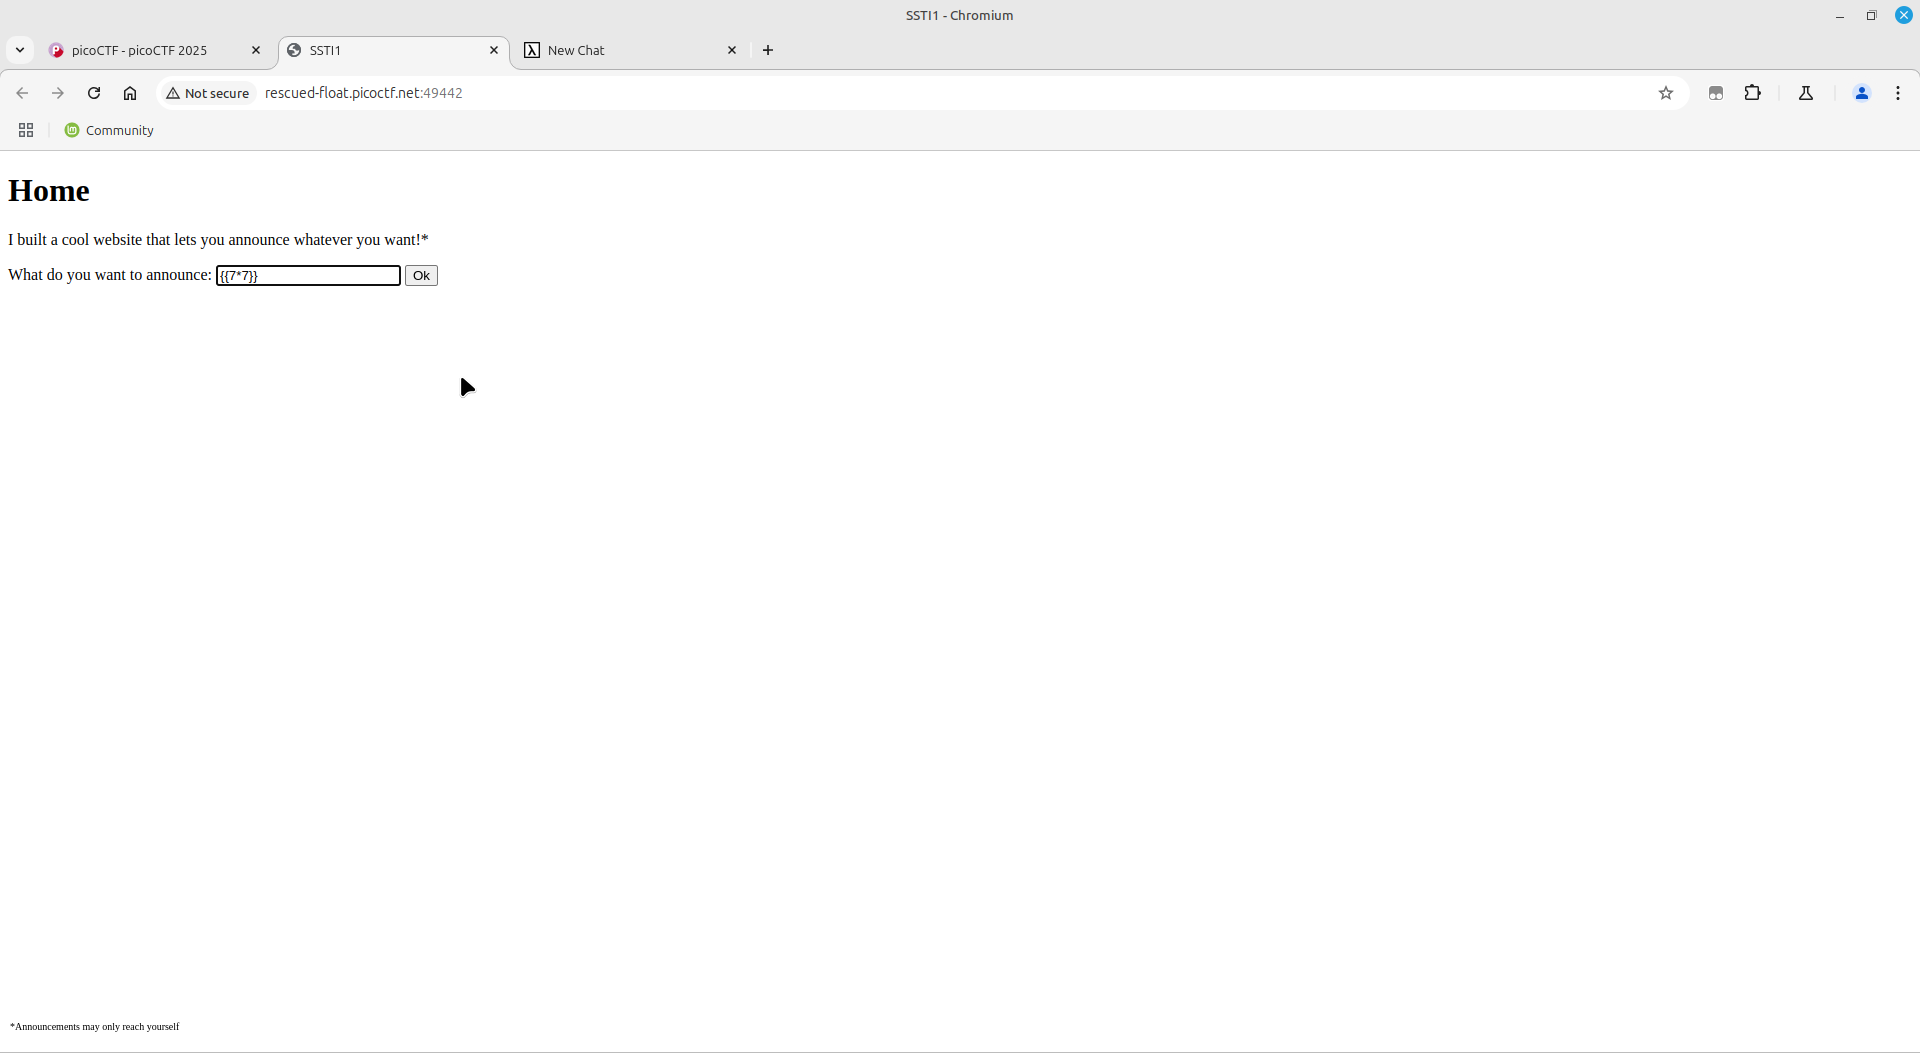 SSTI1 - Chromium
picoCTF - picoCTF 2025
SSTI1
New Chat
Not secure
rescued-float.picoctf.net:49442
Community
Home
I built a cool website that lets you announce whatever you want!*
What do you want to announce: {{7*7}} Ok
*Announcements may only reach yourself